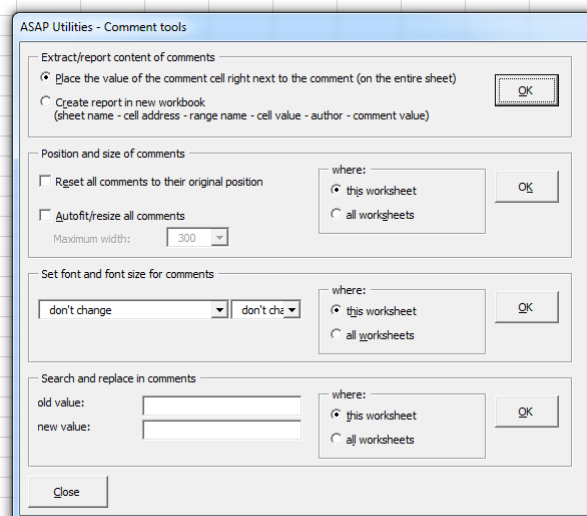 ASAP Utilities - Comment tools
Extract/report content of comments
Place the value of the comment cell right next to the comment (on the entire sheet)
OK
Create report in new workbook
(sheet name - cell address - range name - cell value - author - comment value)
Position and size of comments
where:
Reset all comments to their original position
this worksheet
OK
Autofit/resize all comments
all worksheets
Maximum width:
300
Set font and font size for comments
where:
don't change
don't cha
this worksheet
OK
all worksheets
Search and replace in comments
where:
old value:
this worksheet
OK
new value:
all worksheets
Close